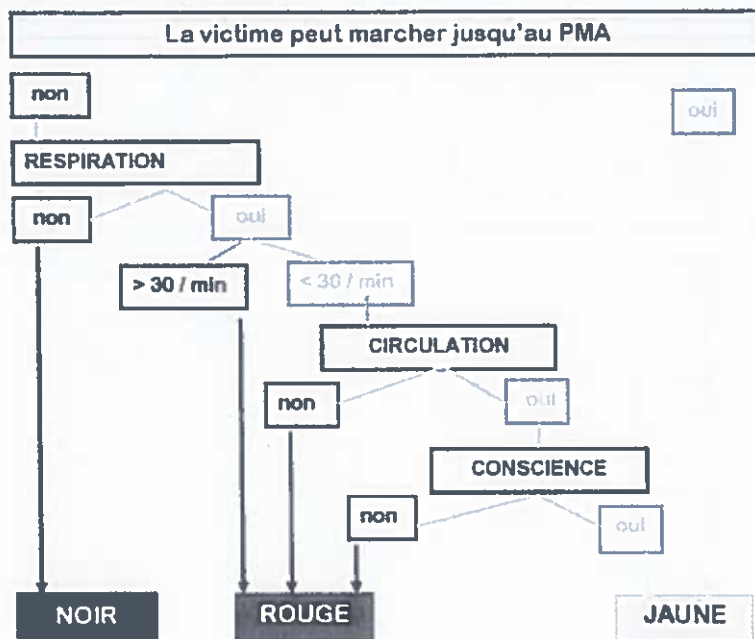 La victime peut marcher jusqu'au PMA
non
oui
RESPIRATION
non
oui
> 30 / min
< 30 / min
CIRCULATION
non
oui
CONSCIENCE
non
oui
NOIR
ROUGE
JAUNE